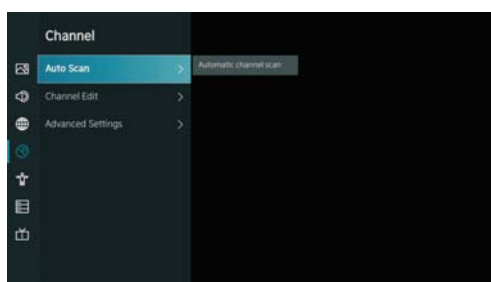 Channel
Auto Scan
Automatic channel scan
Channel Edit
Advanced Settings